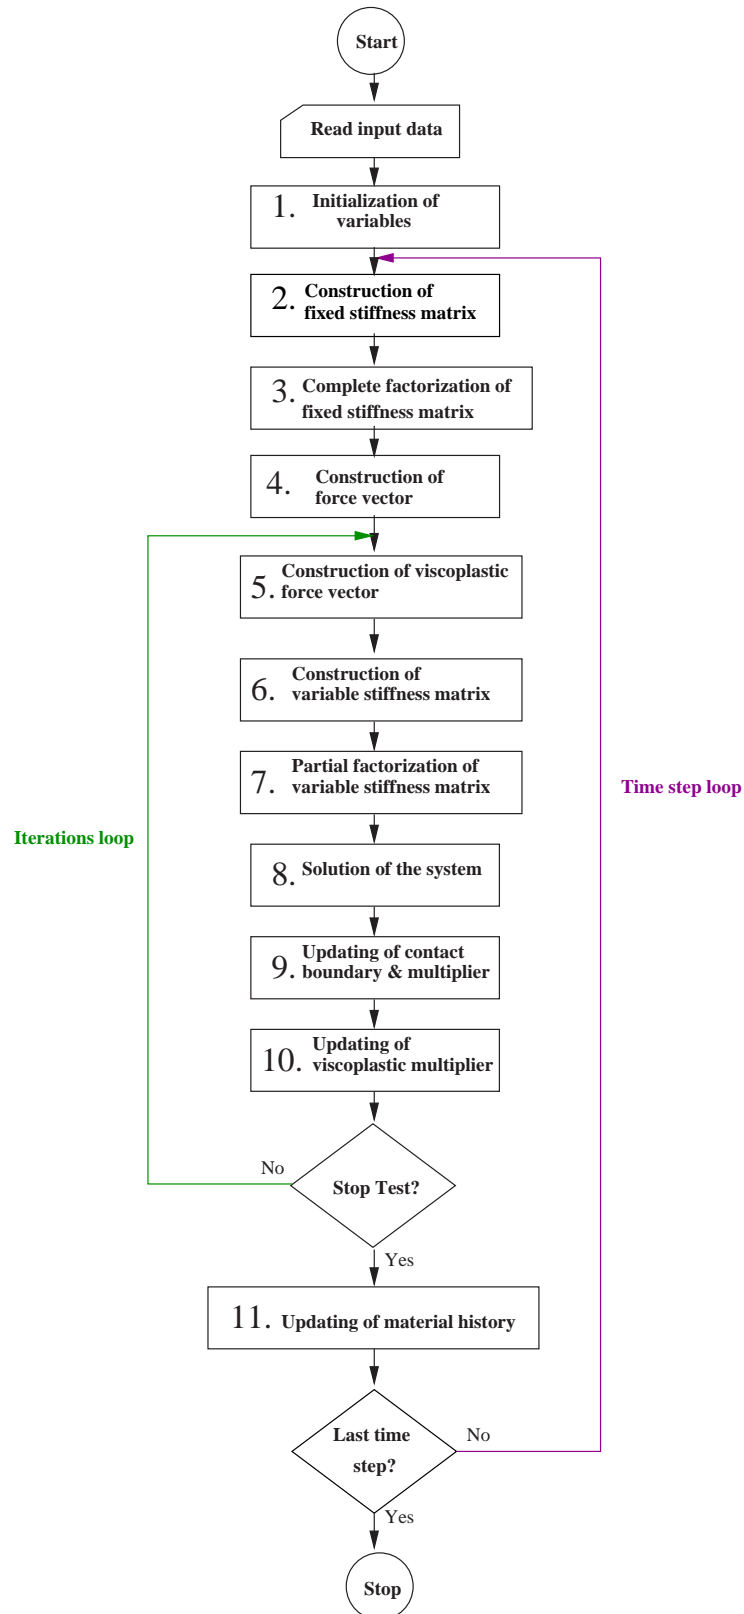 Start
Read input data
1. Initialization of
variables
2. Construction of
fixed stiffness matrix
3. Complete factorization of
fixed stiffness matrix
4. Construction of
force vector
5. Construction of viscoplastic
force vector
6. Construction of
variable stiffness matrix
7. Partial factorization of
variable stiffness matrix
Time step loop
Iterations loop
8. Solution of the system
9. Updating of contact
boundary & multiplier
10. Updating of
viscoplastic multiplier
No
Stop Test?
Yes
11. Updating of material history
Last time
step?
No
Yes
Stop